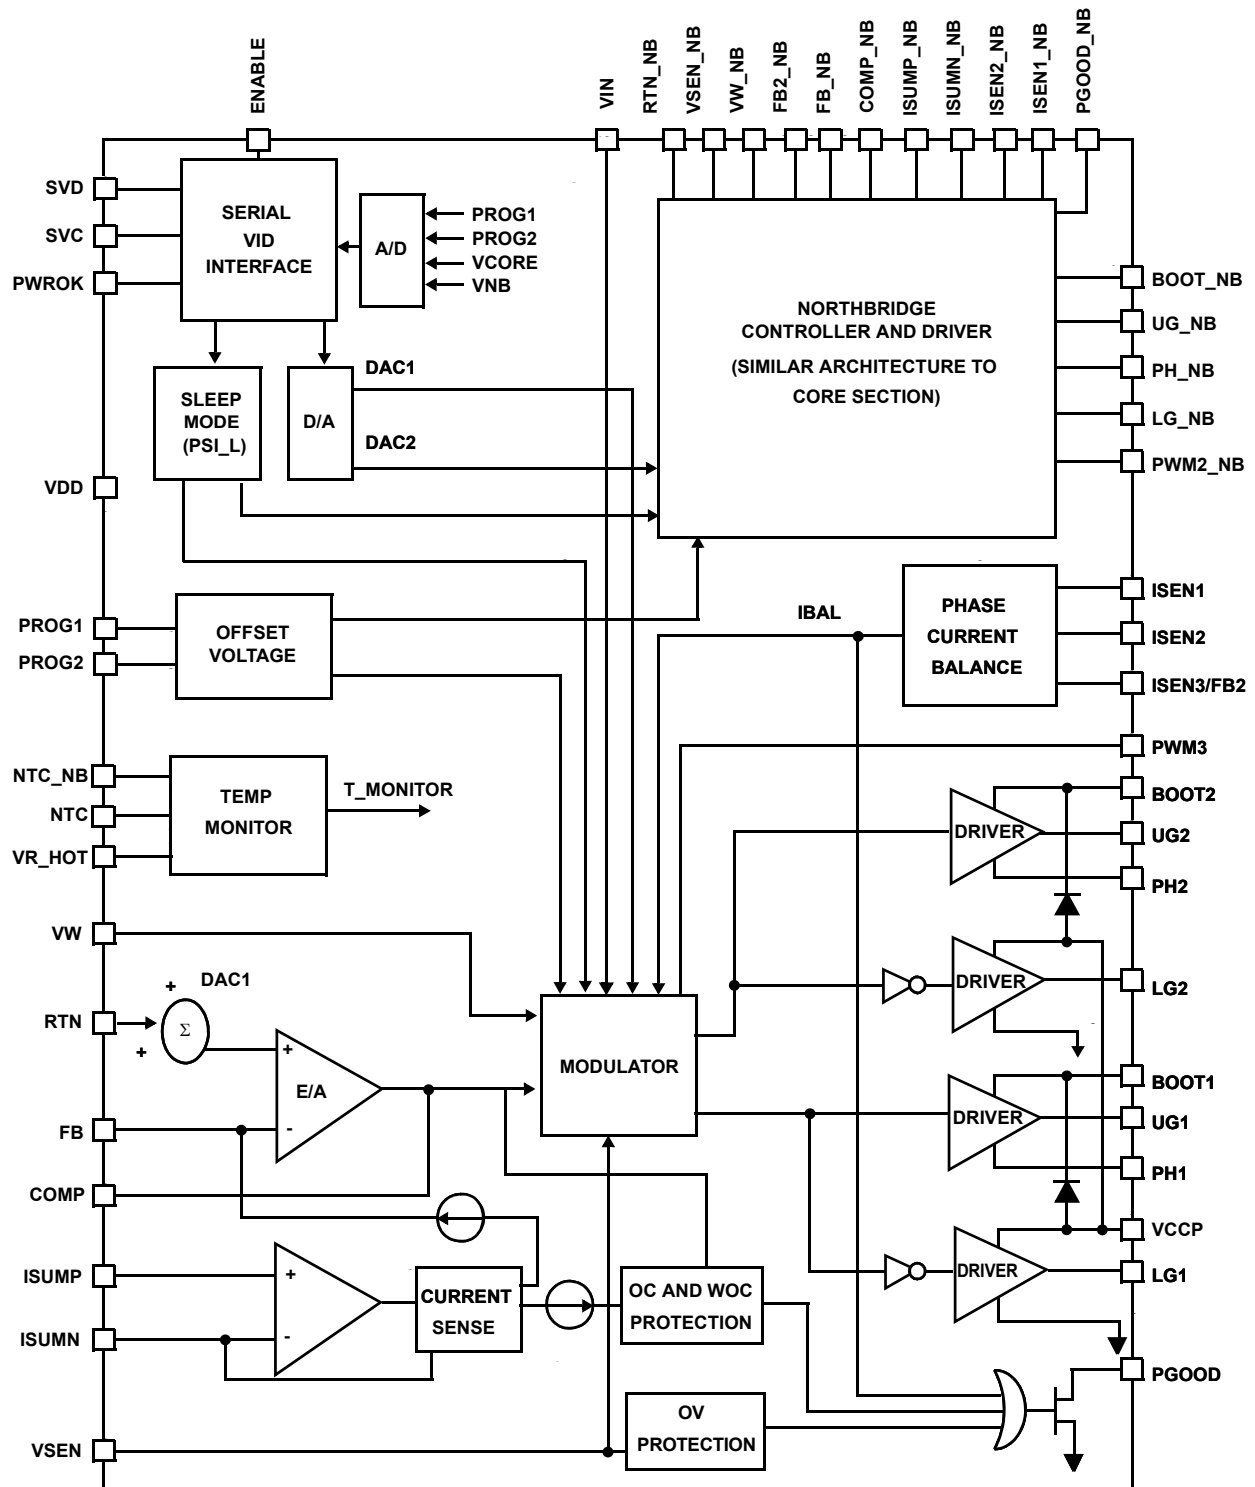 ENABLE
VIN
RTN_NB
VSEN_NB
VW_NB
FB2_NB
FB_NB
COMP_NB
ISUMP_NB
ISUMN_NB
ISEN2_NB
ISEN1_NB
PGOOD_NB
SVD
SVC
PWROK
SERIAL
VID
INTERFACE
A/D
PROG1
PROG2
VCORE
VNB
NORTHBRIDGE
CONTROLLER AND DRIVER
(SIMILAR ARCHITECTURE TO
CORE SECTION)
BOOT_NB
UG_NB
PH_NB
LG_NB
PWM2_NB
SLEEP
MODE
(PSI_L)
D/A
DAC1
DAC2
VDD
PROG1
PROG2
OFFSET
VOLTAGE
IBAL
PHASE
CURRENT
BALANCE
ISEN1
ISEN2
ISEN3/FB2
PWM3
NTC_NB
NTC
VR_HOT
TEMP
MONITOR
T_MONITOR
DRIVER
BOOT2
UG2
PH2
VW
DAC1
+
RTN
+
Σ
+
E/A
-
MODULATOR
DRIVER
LG2
FB
COMP
DRIVER
BOOT1
UG1
PH1
VCCP
ISUMP
ISUMN
+
-
CURRENT
SENSE
OC AND WOC
PROTECTION
DRIVER
LG1
PGOOD
VSEN
OV
PROTECTION